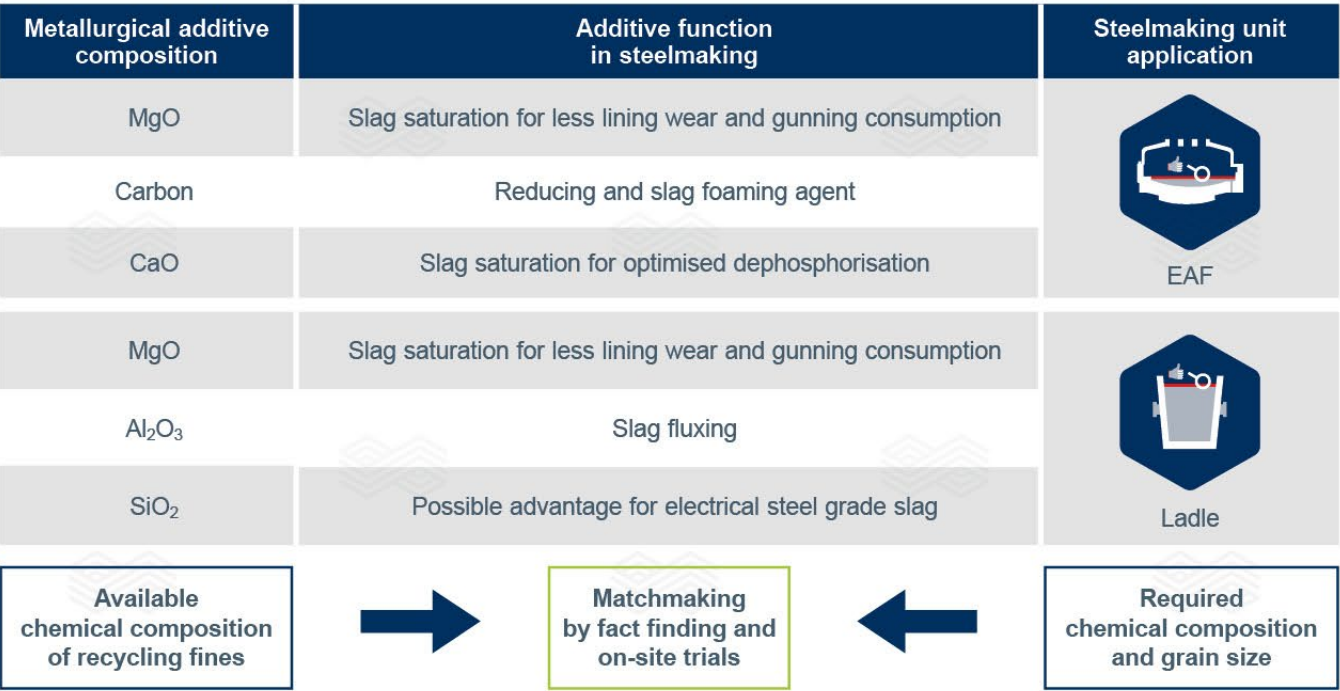 Metallurgical additive
composition
Additive function
in steelmaking
Steelmaking unit
application
MgO
Slag saturation for less lining wear and gunning consumption
Carbon
Reducing and slag foaming agent
CaO
Slag saturation for optimised dephosphorisation
EAF
MgO
Slag saturation for less lining wear and gunning consumption
Al₂O₃
Slag fluxing
SiO₂
Possible advantage for electrical steel grade slag
Ladle
Available
chemical composition
of recycling fines
Matchmaking
by fact finding and
on-site trials
Required
chemical composition
and grain size